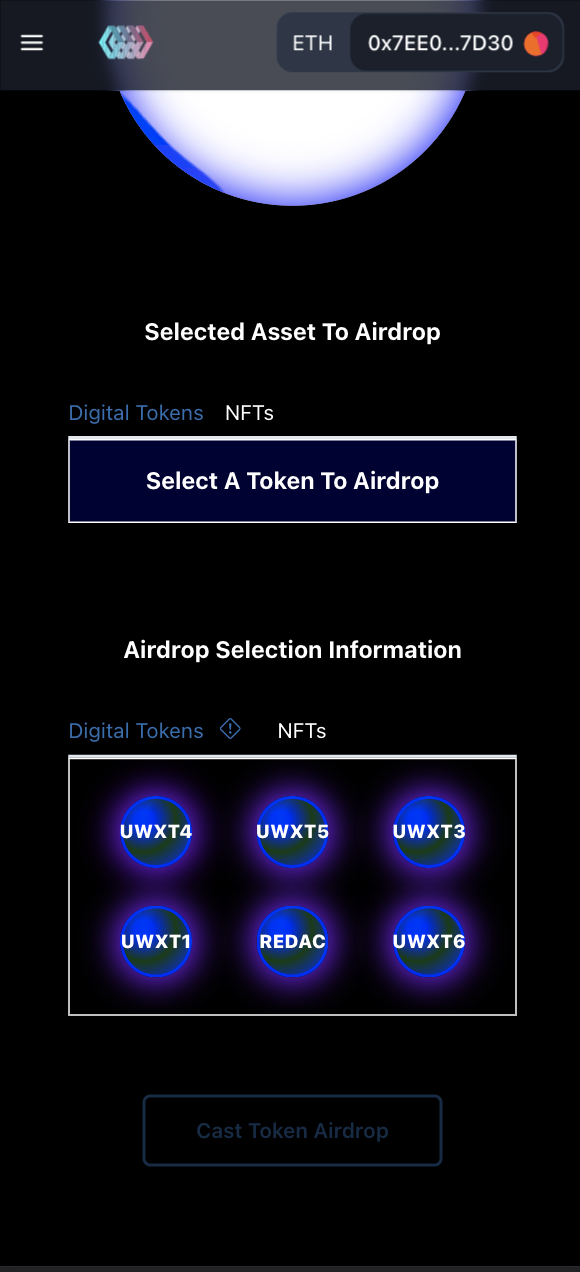 ETH 0x7EE0...7D30
Selected Asset To Airdrop
Digital Tokens NFTs
Select A Token To Airdrop
Airdrop Selection Information
Digital Tokens NFTs
UWXT4 UWXT5 UWXT3
UWXT1 REDAC UWXT6
Cast Token Airdrop